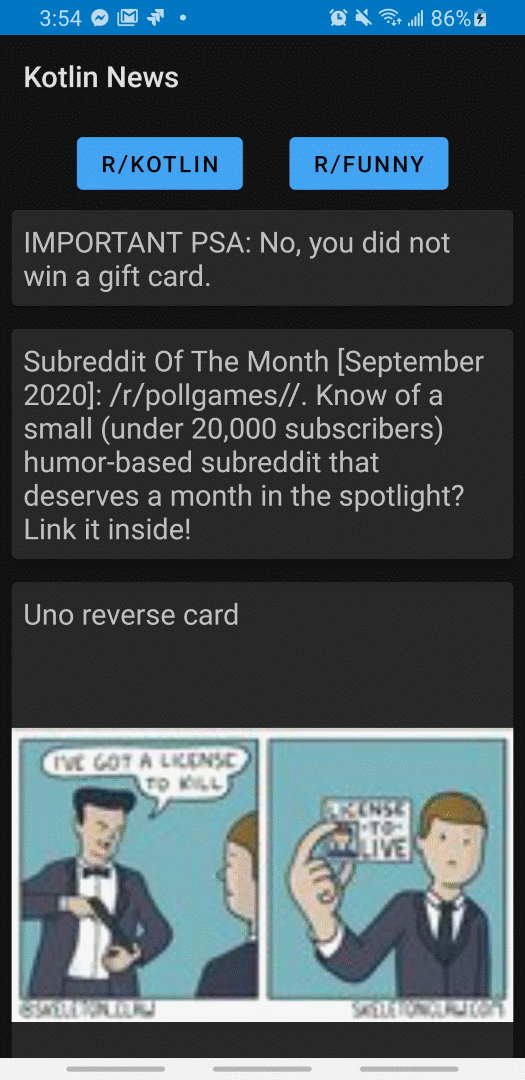 3:54
86%
Kotlin News
R/KOTLIN
R/FUNNY
IMPORTANT PSA: No, you did not
win a gift card.
Subreddit Of The Month [September
2020]: /r/pollgames//. Know of a
small (under 20,000 subscribers)
humor-based subreddit that
deserves a month in the spotlight?
Link it inside!
Uno reverse card
I'VE GOT A LICENSE
TO KILL
LICENSE
-TO-
LIVE
@SKELETON_CLAW
SKELETONCLAW.COM